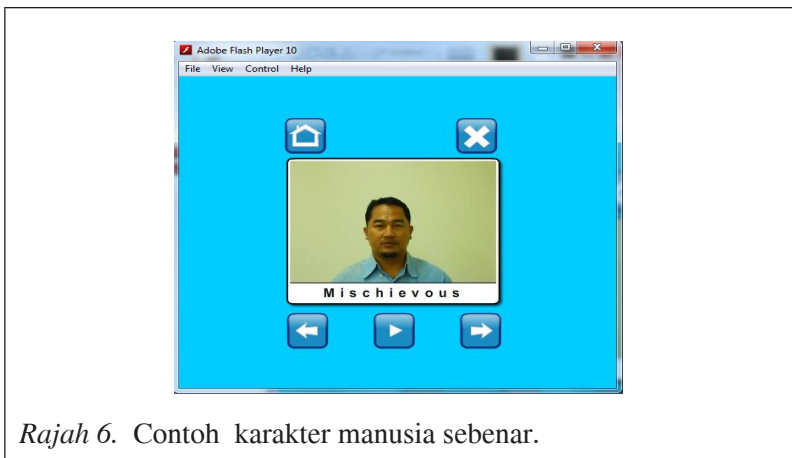 Adobe Flash Player 10
File View Control Help
Mischievous
Rajah 6. Contoh karakter manusia sebenar.